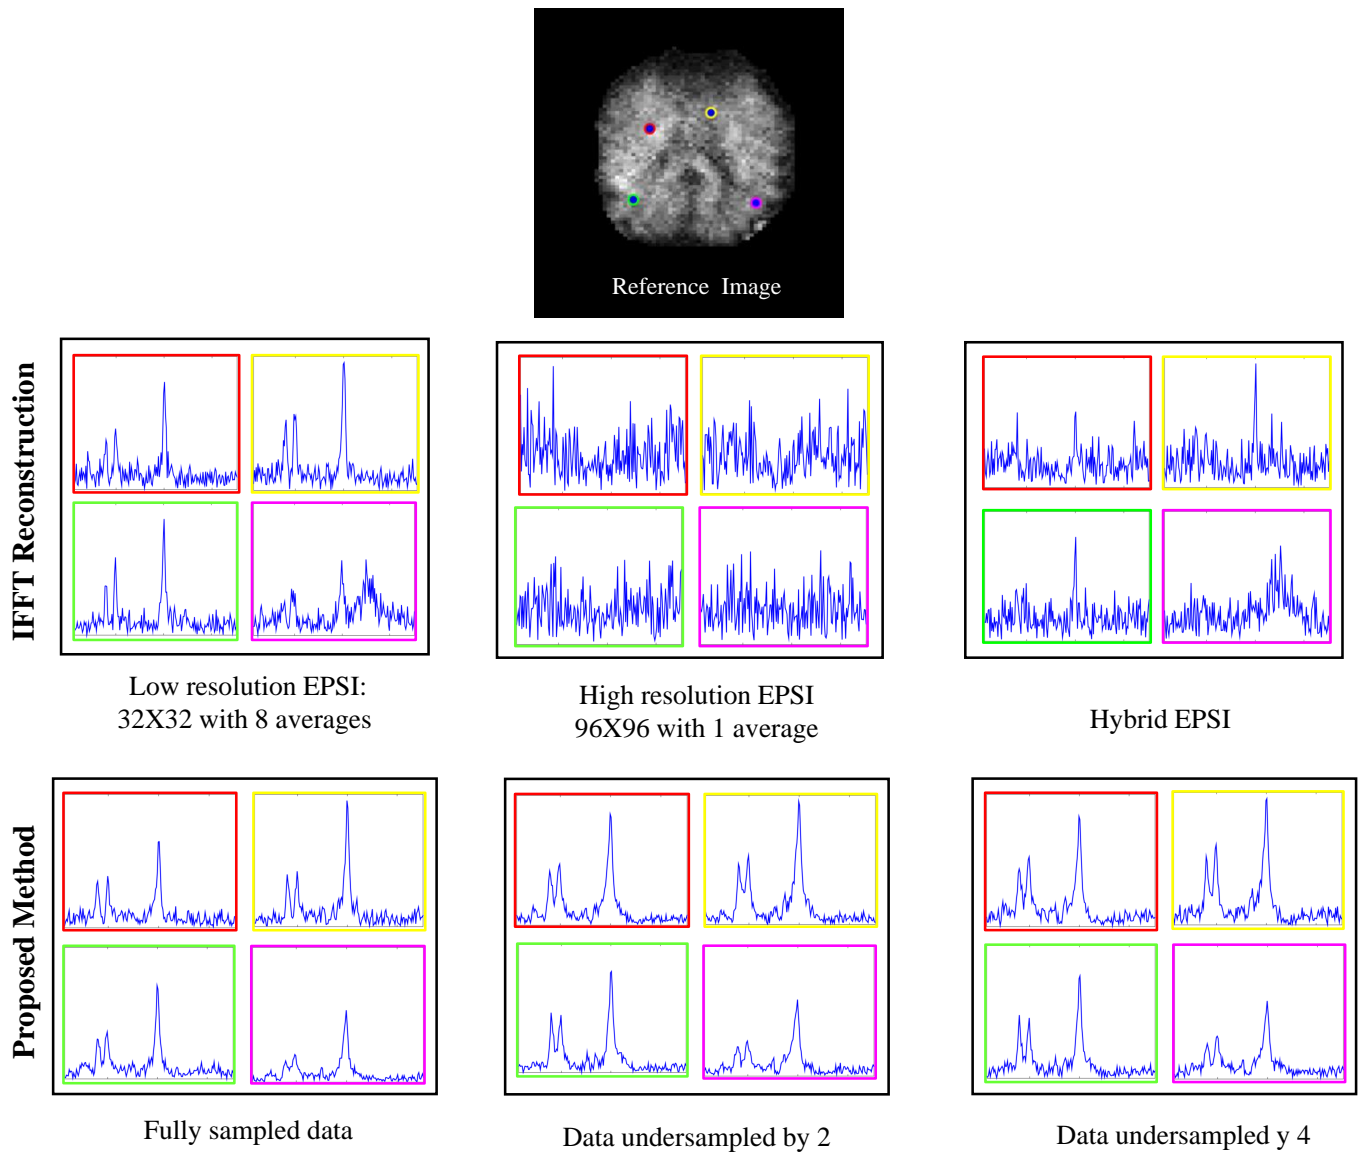 Reference Image
IFFT Reconstruction
Low resolution EPSI:
32X32 with 8 averages
High resolution EPSI
96X96 with 1 average
Hybrid EPSI
Proposed Method
Fully sampled data
Data undersampled by 2
Data undersampled y 4